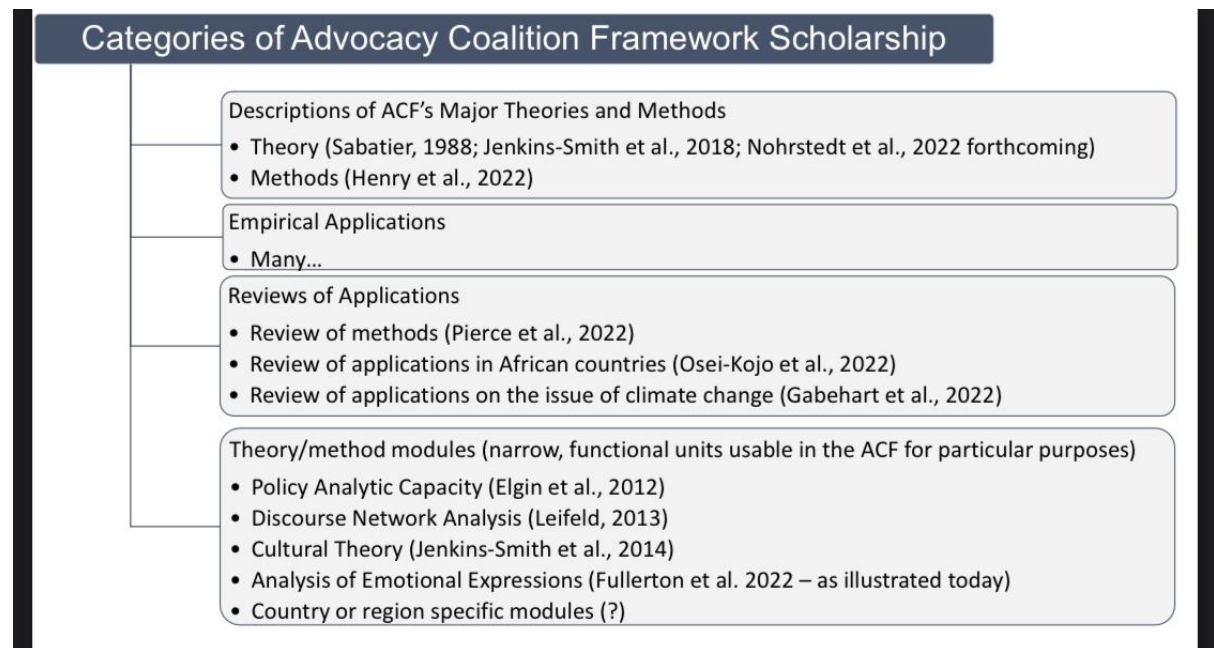 Categories of Advocacy Coalition Framework Scholarship
Descriptions of ACF’s Major Theories and Methods
• Theory (Sabatier, 1988; Jenkins-Smith et al., 2018; Nohrstedt et al., 2022 forthcoming)
• Methods (Henry et al., 2022)
Empirical Applications
• Many…
Reviews of Applications
• Review of methods (Pierce et al., 2022)
• Review of applications in African countries (Osei-Kojo et al., 2022)
• Review of applications on the issue of climate change (Gabehart et al., 2022)
Theory/method modules (narrow, functional units usable in the ACF for particular purposes)
• Policy Analytic Capacity (Elgin et al., 2012)
• Discourse Network Analysis (Leifeld, 2013)
• Cultural Theory (Jenkins-Smith et al., 2014)
• Analysis of Emotional Expressions (Fullerton et al. 2022 – as illustrated today)
• Country or region specific modules (?)